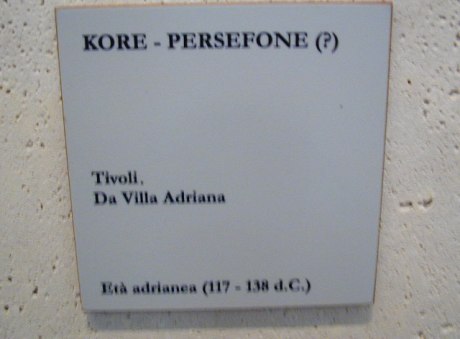 KORE - PERSEFONE (?)
Tivoli,
Da Villa Adriana
Età adrianea (117 - 138 d.C.)